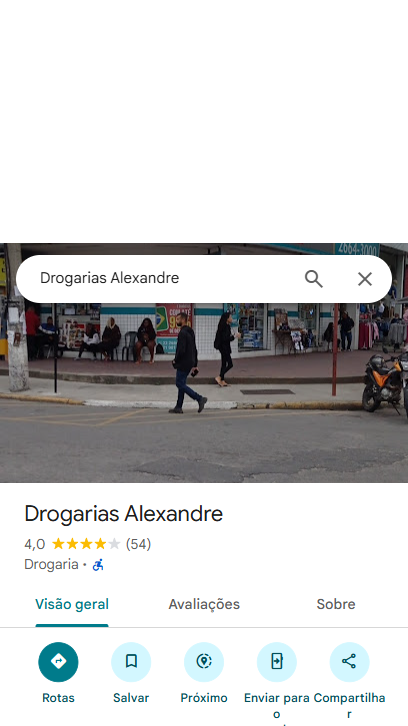 2664-3000
Drogarias Alexandre
Drogarias Alexandre
4,0 (54)
Drogaria •
Visão geral
Avaliações
Sobre
Rotas
Salvar
Próximo
Enviar para o
Compartilhar